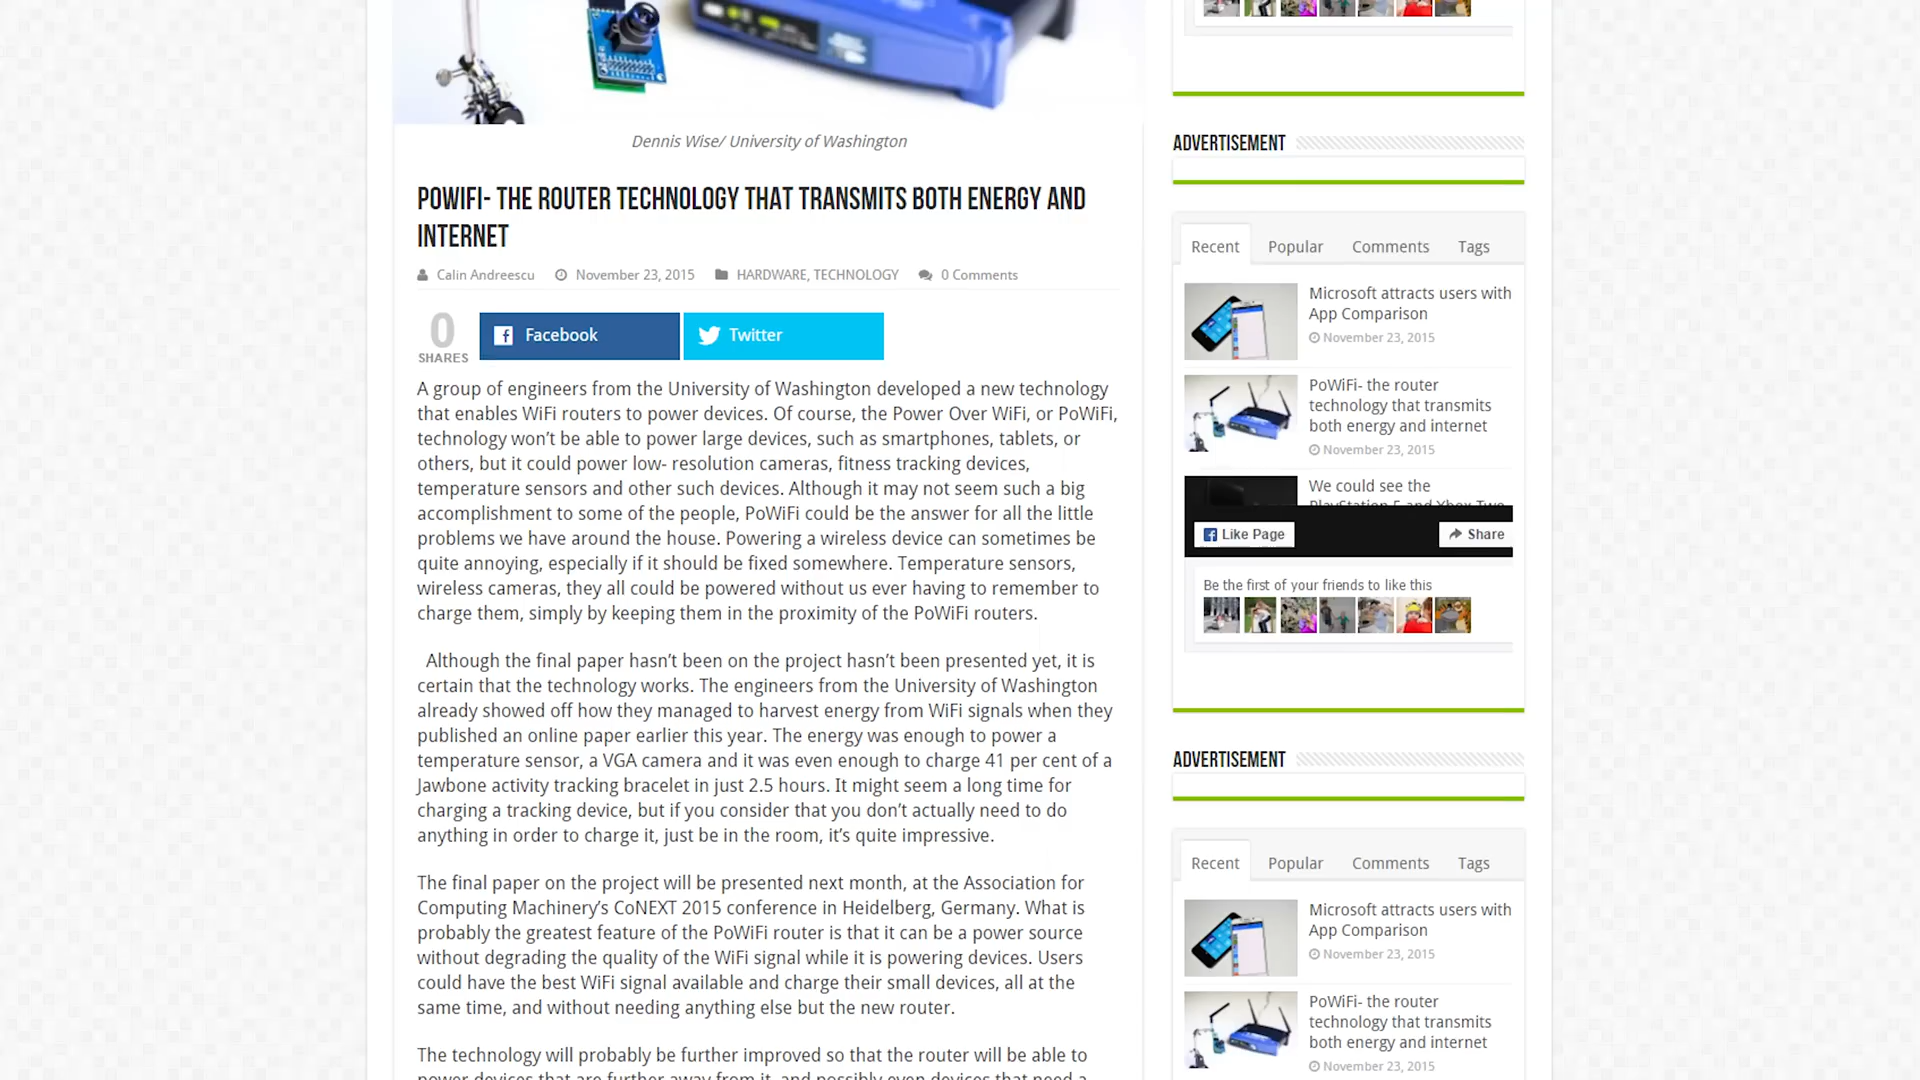 Dennis Wise/ University of Washington
POWIFI- THE ROUTER TECHNOLOGY THAT TRANSMITS BOTH ENERGY AND
INTERNET
Calin Andreescu November 23, 2015 HARDWARE, TECHNOLOGY 0 Comments
0
SHARES
Facebook
Twitter
A group of engineers from the University of Washington developed a new technology
that enables WiFi routers to power devices. Of course, the Power Over WiFi, or PoWiFi,
technology won’t be able to power large devices, such as smartphones, tablets, or
others, but it could power low- resolution cameras, fitness tracking devices,
temperature sensors and other such devices. Although it may not seem such a big
accomplishment to some of the people, PoWiFi could be the answer for all the little
problems we have around the house. Powering a wireless device can sometimes be
quite annoying, especially if it should be fixed somewhere. Temperature sensors,
wireless cameras, they all could be powered without us ever having to remember to
charge them, simply by keeping them in the proximity of the PoWiFi routers.
Although the final paper hasn’t been on the project hasn’t been presented yet, it is
certain that the technology works. The engineers from the University of Washington
already showed off how they managed to harvest energy from WiFi signals when they
published an online paper earlier this year. The energy was enough to power a
temperature sensor, a VGA camera and it was even enough to charge 41 per cent of a
Jawbone activity tracking bracelet in just 2.5 hours. It might seem a long time for
charging a tracking device, but if you consider that you don’t actually need to do
anything in order to charge it, just be in the room, it’s quite impressive.
The final paper on the project will be presented next month, at the Association for
Computing Machinery’s CoNEXT 2015 conference in Heidelberg, Germany. What is
probably the greatest feature of the PoWiFi router is that it can be a power source
without degrading the quality of the WiFi signal while it is powering devices. Users
could have the best WiFi signal available and charge their small devices, all at the
same time, and without needing anything else but the new router.
The technology will probably be further improved so that the router will be able to
power devices that are further away from it, and possibly even devices that need a
ADVERTISEMENT
Recent Popular Comments Tags
Microsoft attracts users with
App Comparison
November 23, 2015
PoWiFi- the router
technology that transmits
both energy and internet
November 23, 2015
We could see the
PlayStation 5 and Xbox Two
Like Page
Share
Be the first of your friends to like this
ADVERTISEMENT
Recent Popular Comments Tags
Microsoft attracts users with
App Comparison
November 23, 2015
PoWiFi- the router
technology that transmits
both energy and internet
November 23, 2015